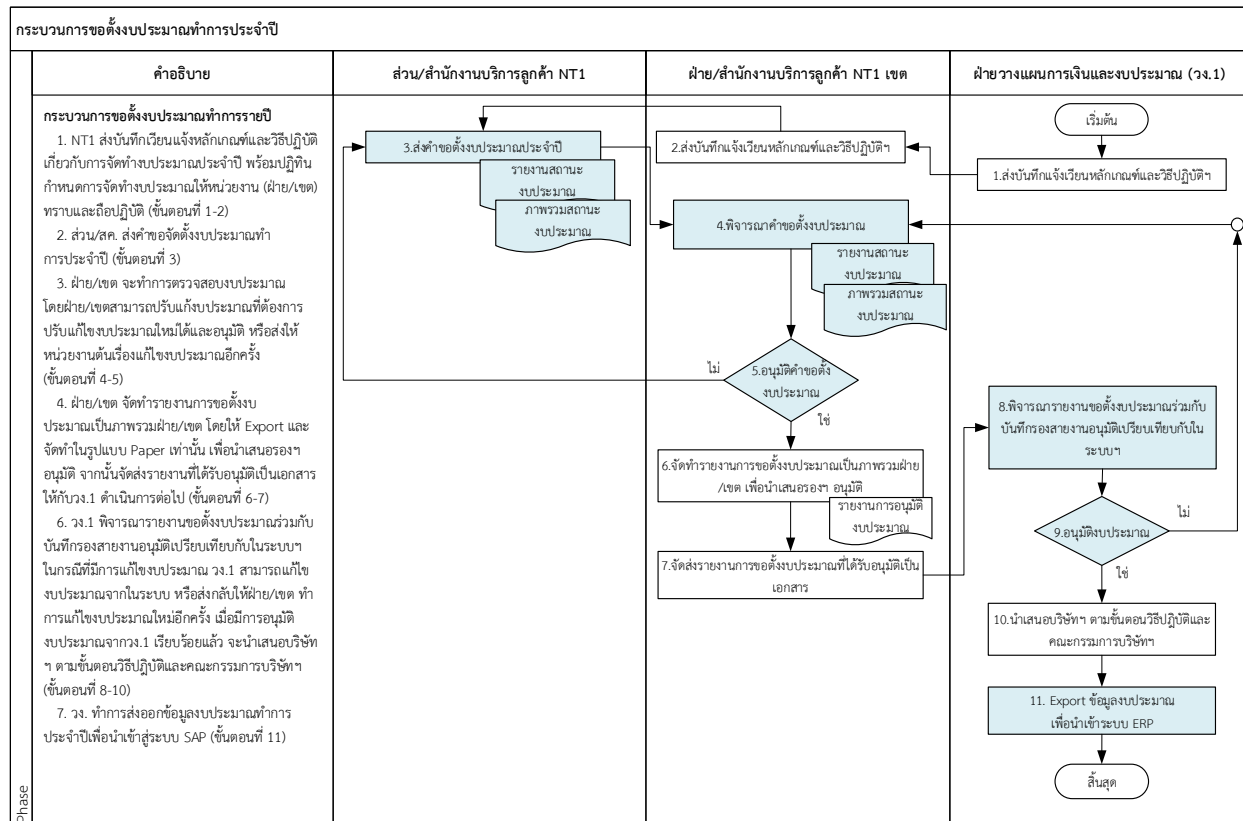 กระบวนการขอตั้งงบประมาณทำการประจำปี
คำอธิบาย
ส่วน/สำนักงานบริการลูกค้า NT1
ฝ่าย/สำนักงานบริการลูกค้า NT1 เขต
ฝ่ายวางแผนการเงินและงบประมาณ (วง.1)
กระบวนการขอตั้งงบประมาณทำการรายปี
1. NT1 ส่งบันทึกเวียนแจ้งหลักเกณฑ์และวิธีปฏิบัติ
เกี่ยวกับการจัดทำงบประมาณประจำปี พร้อมปฏิทิน
กำหนดการจัดทำงบประมาณให้หน่วยงาน (ฝ่าย/เขต)
ทราบและถือปฏิบัติ (ขั้นตอนที่ 1-2)
2. ส่วน/สค. ส่งคำขอจัดตั้งงบประมาณทำ
การประจำปี (ขั้นตอนที่ 3)
3. ฝ่าย/เขต จะทำการตรวจสอบงบประมาณ
โดยฝ่าย/เขตสามารถปรับแก้งบประมาณที่ต้องการ
ปรับแก้ไขงบประมาณใหม่ได้และอนุมัติ หรือส่งให้
หน่วยงานต้นเรื่องแก้ไขงบประมาณอีกครั้ง
(ขั้นตอนที่ 4-5)
4. ฝ่าย/เขต จัดทำรายงานการขอตั้งงบ
ประมาณเป็นภาพรวมฝ่าย/เขต โดยให้ Export และ
จัดทำในรูปแบบ Paper เท่านั้น เพื่อนำเสนอรองฯ
อนุมัติ จากนั้นจัดส่งรายงานที่ได้รับอนุมัติเป็นเอกสาร
ให้กับวง.1 ดำเนินการต่อไป (ขั้นตอนที่ 6-7)
6. วง.1 พิจารณารายงานขอตั้งงบประมาณร่วมกับ
บันทึกรองสายงานอนุมัติเปรียบเทียบกับในระบบฯ
ในกรณีที่มีการแก้ไขงบประมาณ วง.1 สามารถแก้ไข
งบประมาณจากในระบบ หรือส่งกลับให้ฝ่าย/เขต ทำ
การแก้ไขงบประมาณใหม่อีกครั้ง เมื่อมีการอนุมัติ
งบประมาณจากวง.1 เรียบร้อยแล้ว จะนำเสนอบริษัท
ฯ ตามขั้นตอนวิธีปฎิบัติและคณะกรรมการบริษัทฯ
(ขั้นตอนที่ 8-10)
7. วง. ทำการส่งออกข้อมูลงบประมาณทำการ
ประจำปีเพื่อนำเข้าสู่ระบบ SAP (ขั้นตอนที่ 11)
Phase
3.ส่งคำขอตั้งงบประมาณประจำปี
รายงานสถานะ
งบประมาณ
ภาพรวมสถานะ
งบประมาณ
2.ส่งบันทึกแจ้งเวียนหลักเกณฑ์และวิธีปฏิบัติฯ
4.พิจารณาคำขอตั้งงบประมาณ
รายงานสถานะ
งบประมาณ
ภาพรวมสถานะ
งบประมาณ
ไม่
5.อนุมัติคำขอตั้ง
งบประมาณ
ใช่
6.จัดทำรายงานการขอตั้งงบประมาณเป็นภาพรวมฝ่าย
/เขต เพื่อนำเสนอรองฯ อนุมัติ
รายงานการอนุมัติ
งบประมาณ
7.จัดส่งรายงานการขอตั้งงบประมาณที่ได้รับอนุมัติเป็น
เอกสาร
เริ่มต้น
1.ส่งบันทึกแจ้งเวียนหลักเกณฑ์และวิธีปฏิบัติฯ
8.พิจารณารายงานขอตั้งงบประมาณร่วมกับ
บันทึกรองสายงานอนุมัติเปรียบเทียบกับใน
ระบบฯ
ไม่
9.อนุมัติงบประมาณ
ใช่
10.นำเสนอบริษัทฯ ตามขั้นตอนวิธีปฎิบัติและ
คณะกรรมการบริษัทฯ
11. Export ข้อมูลงบประมาณ
เพื่อนำเข้าระบบ ERP
สิ้นสุด